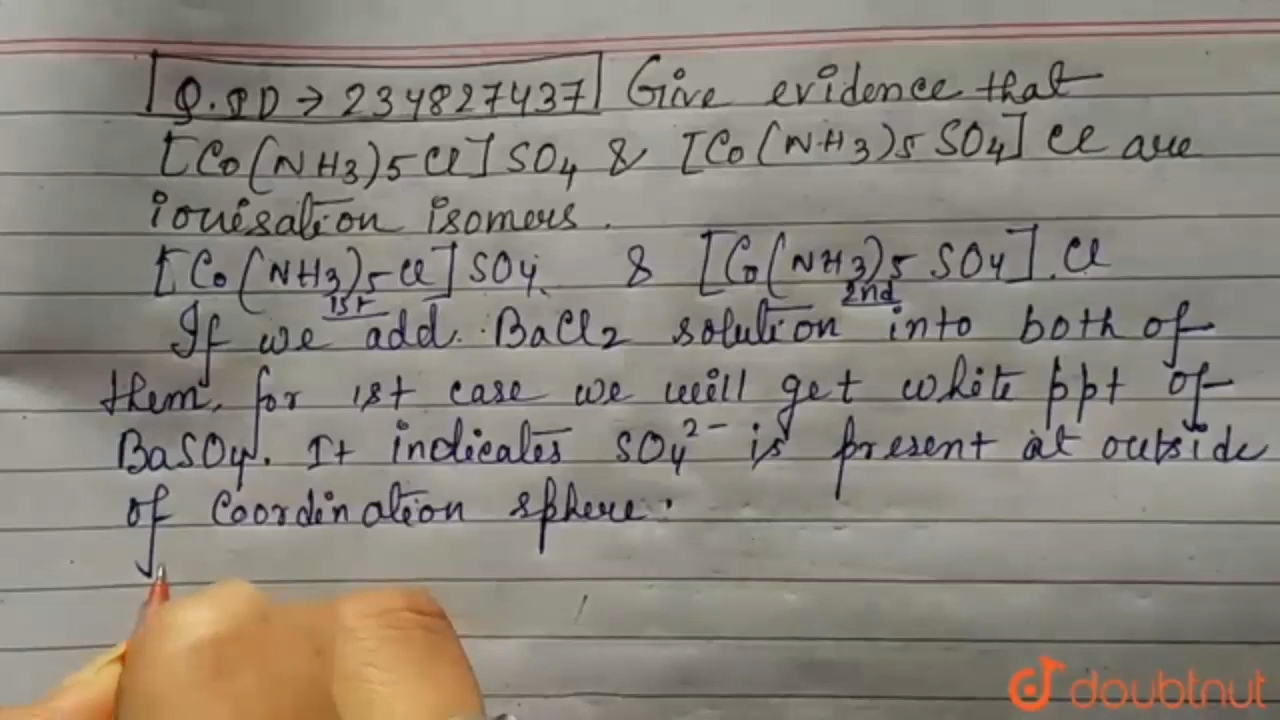 Q.ID → 234827437 Give evidence that
[Co(NH3)5Cl]SO4 & [Co(NH3)5SO4]Cl are
ionisation isomers.
[Co(NH3)5Cl]SO4. & [Co(NH3)5SO4].Cl
1st 2nd
If we add. BaCl2 solution into both of
them, for 1st case we will get white ppt of
BaSO4. It indicates SO4^2- is present at outside
of coordination sphere.
doubtnut